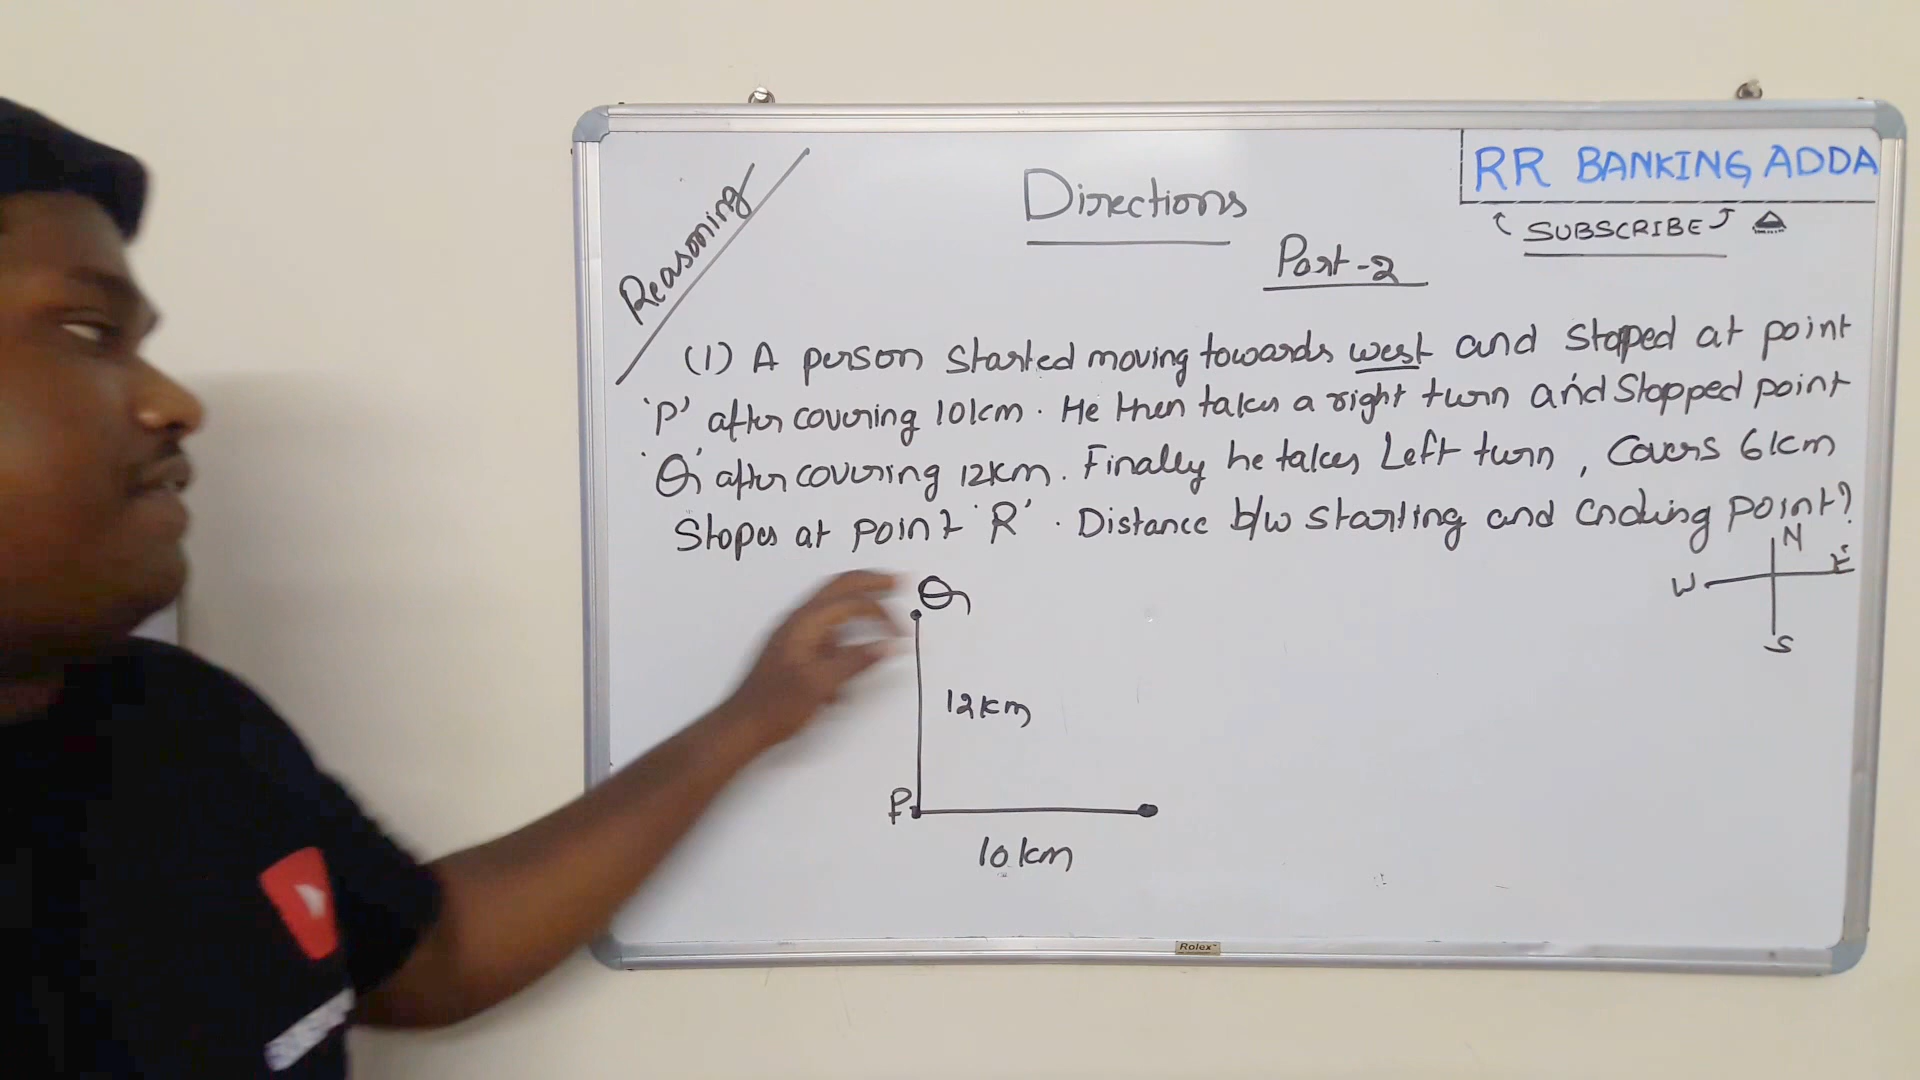 Reasoning
Directions
Part-2
RR BANKING ADDA
SUBSCRIBE
(1) A person started moving towards west and stoped at point
'P' after covering 10km. He then takes a right turn and Stopped point
'Q' after covering 12km. Finally he takes Left turn, Covers 6km
Stopes at point 'R'. Distance b/w starting and ending point?
N
E
W
S
Q
12km
P
10km
Rolex